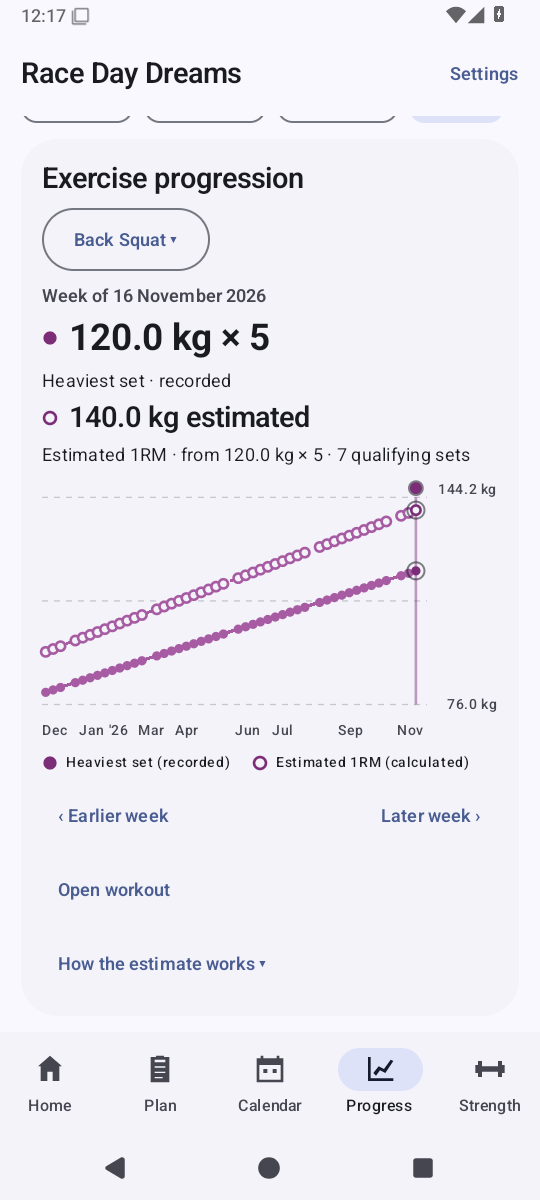 12:17
Race Day Dreams
Settings
Exercise progression
Back Squat ▾
Week of 16 November 2026
120.0 kg × 5
Heaviest set · recorded
140.0 kg estimated
Estimated 1RM · from 120.0 kg × 5 · 7 qualifying sets
144.2 kg
76.0 kg
Dec Jan '26 Mar Apr Jun Jul Sep Nov
Heaviest set (recorded) Estimated 1RM (calculated)
‹ Earlier week Later week ›
Open workout
How the estimate works ▾
Home Plan Calendar Progress Strength